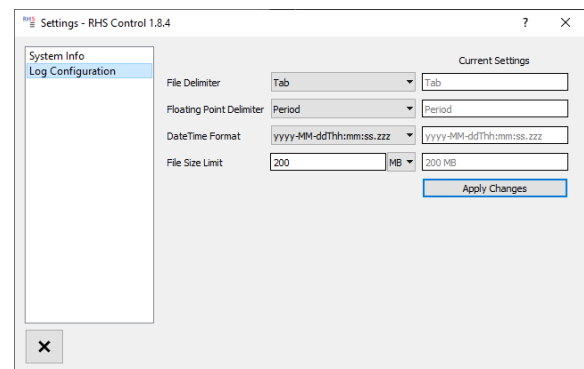 RHS Settings - RHS Control 1.8.4 ? ×
System Info
Log Configuration
Current Settings
File Delimiter Tab Tab
Floating Point Delimiter Period Period
DateTime Format yyyy-MM-ddThh:mm:ss.zzz yyyy-MM-ddThh:mm:ss.zzz
File Size Limit 200 MB 200 MB
Apply Changes